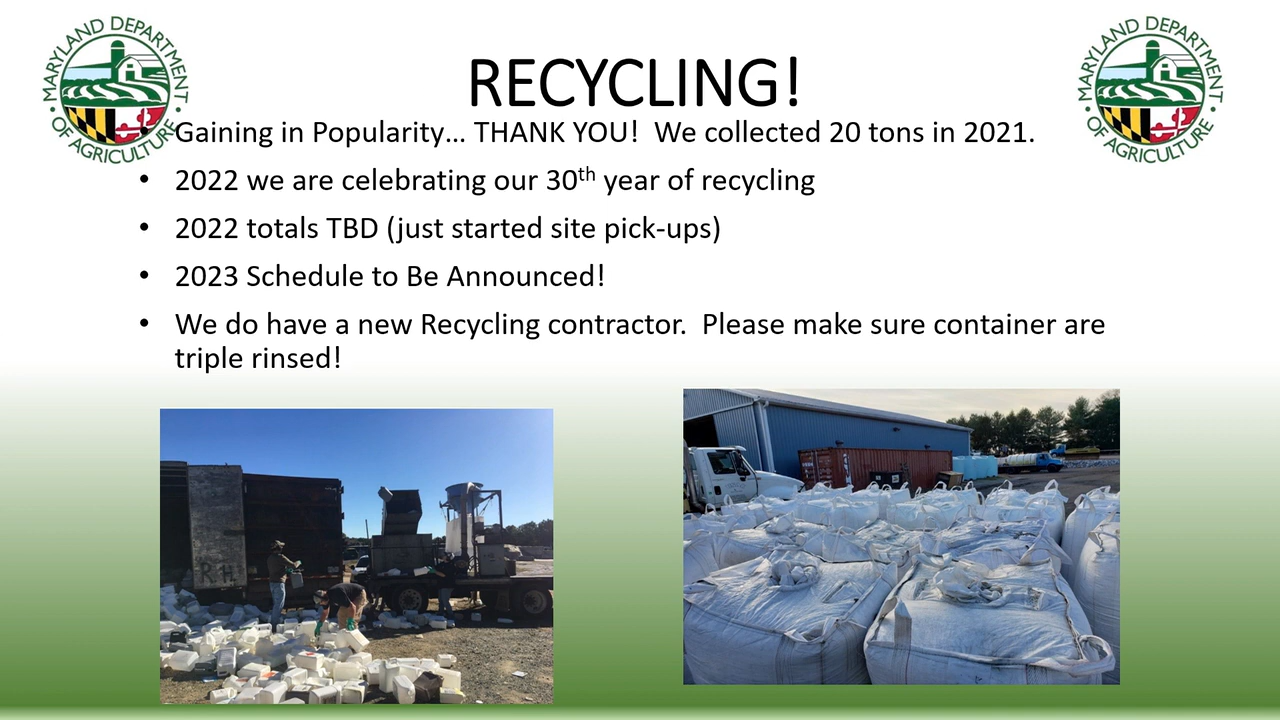 MARYLAND DEPARTMENT
OF AGRICULTURE
RECYCLING!
MARYLAND DEPARTMENT
OF AGRICULTURE
• Gaining in Popularity… THANK YOU!  We collected 20 tons in 2021.
• 2022 we are celebrating our 30th year of recycling
• 2022 totals TBD (just started site pick-ups)
• 2023 Schedule to Be Announced!
• We do have a new Recycling contractor.  Please make sure container are
triple rinsed!
R.H.